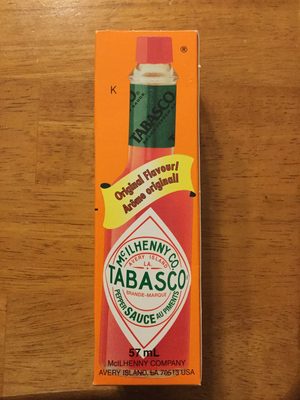 ®
K
TABASCO
Original Flavour!
Arôme original!
McILHENNY CO.
AVERY ISLAND,
LA.
TABASCO
BRAND•MARQUE
PEPPER SAUCE AU PIMENTS
57 mL
McILHENNY COMPANY
AVERY ISLAND, LA 70513 USA